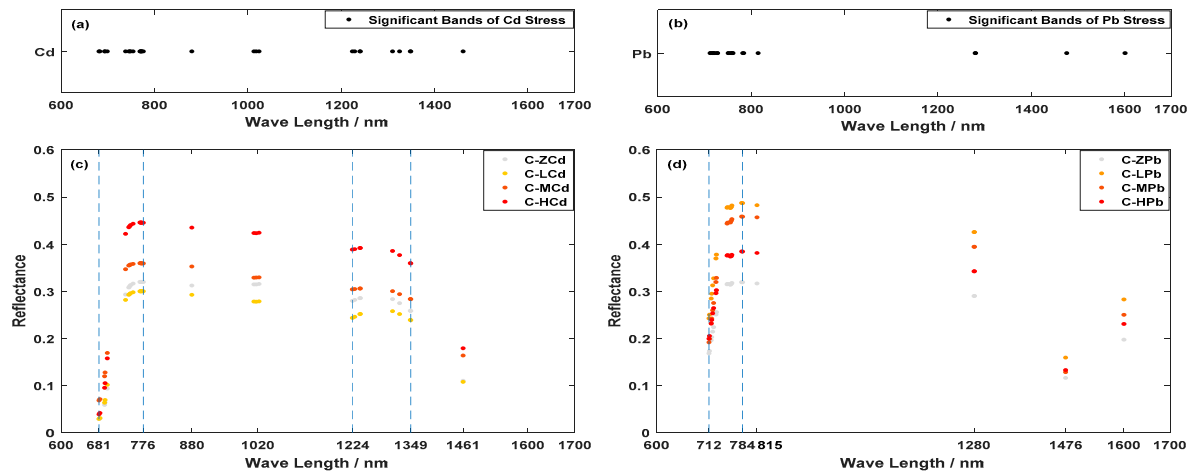 (a)
Significant Bands of Cd Stress
Cd
600 800 1000 1200 1400 1600 1700
Wave Length / nm
(b)
Significant Bands of Pb Stress
Pb
600 800 1000 1200 1400 1600 1700
Wave Length / nm
(c)
C-ZCd
C-LCd
C-MCd
C-HCd
0.6
0.5
0.4
0.3
0.2
0.1
0
Reflectance
600 681 776 880 1020 1224 1349 1461 1700
Wave Length / nm
(d)
C-ZPb
C-LPb
C-MPb
C-HPb
0.6
0.5
0.4
0.3
0.2
0.1
0
Reflectance
600 712 784 815 1280 1476 1600 1700
Wave Length / nm